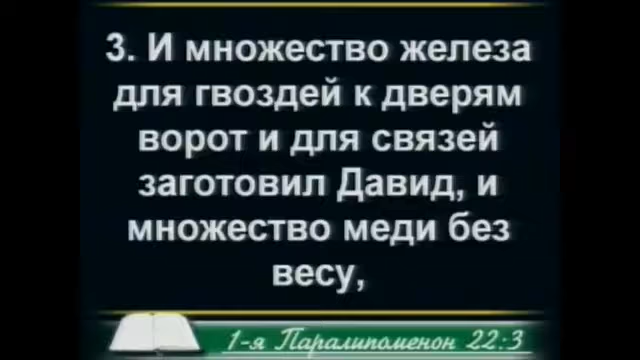 3. И множество железа
для гвоздей к дверям
ворот и для связей
заготовил Давид, и
множество меди без
весу,
1-я Паралипоменон 22:3